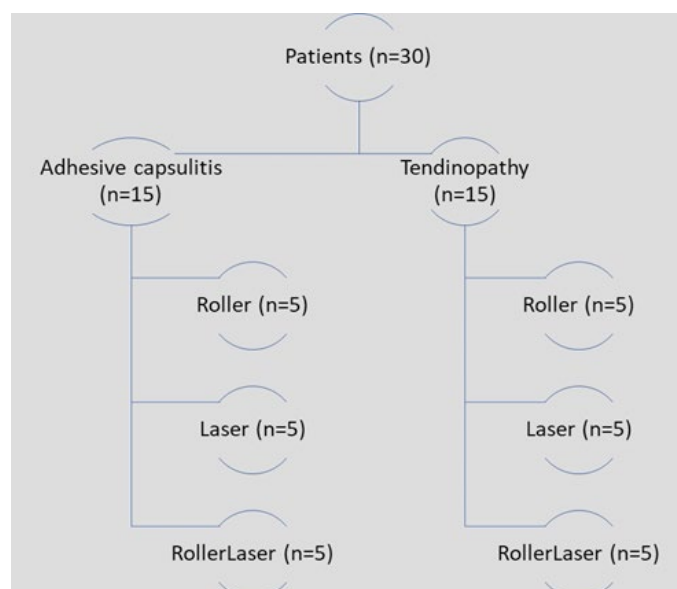 Patients (n=30)
Adhesive capsulitis
(n=15)
Tendinopathy
(n=15)
Roller (n=5)
Roller (n=5)
Laser (n=5)
Laser (n=5)
RollerLaser (n=5)
RollerLaser (n=5)